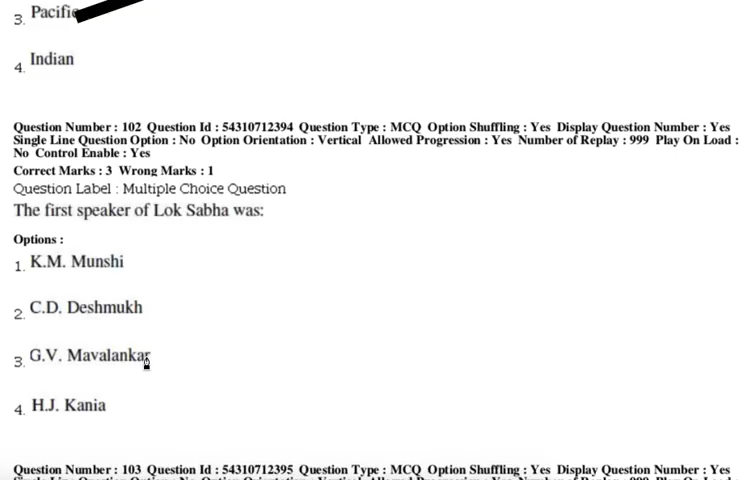 3. Pacific
4. Indian
Question Number : 102 Question Id : 54310712394 Question Type : MCQ Option Shuffling : Yes Display Question Number : Yes
Single Line Question Option : No Option Orientation : Vertical Allowed Progression : Yes Number of Replay : 999 Play On Load :
No Control Enable : Yes
Correct Marks : 3 Wrong Marks : 1
Question Label : Multiple Choice Question
The first speaker of Lok Sabha was:
Options :
1. K.M. Munshi
2. C.D. Deshmukh
3. G.V. Mavalankar
4. H.J. Kania
Question Number : 103 Question Id : 54310712395 Question Type : MCQ Option Shuffling : Yes Display Question Number : Yes